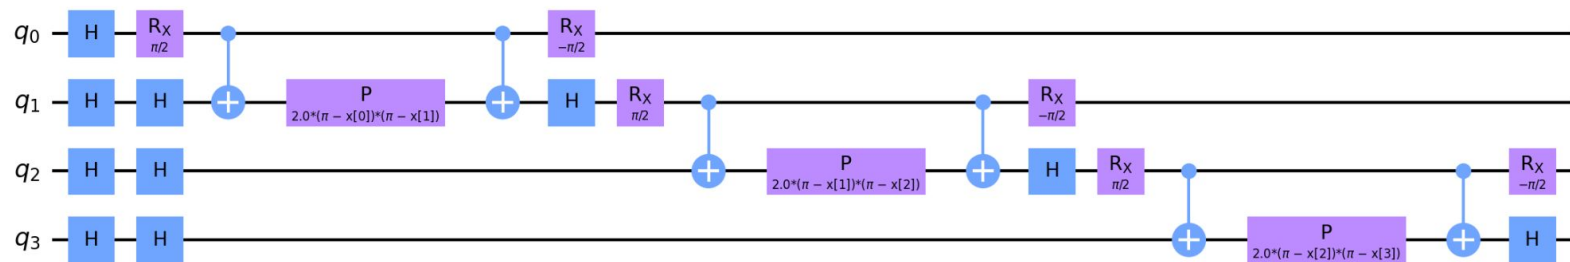 q0 H RX π/2 RX −π/2
q1 H H P 2.0*(π − x[0])*(π − x[1]) H RX π/2 RX −π/2
q2 H H P 2.0*(π − x[1])*(π − x[2]) H RX π/2 RX −π/2
q3 H H P 2.0*(π − x[2])*(π − x[3]) H